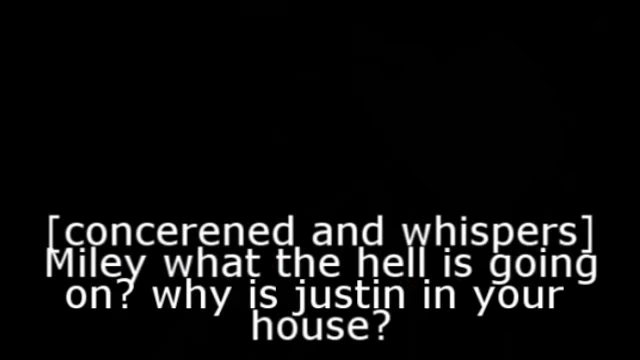 [concerened and whispers]
Miley what the hell is going
on? why is justin in your
house?